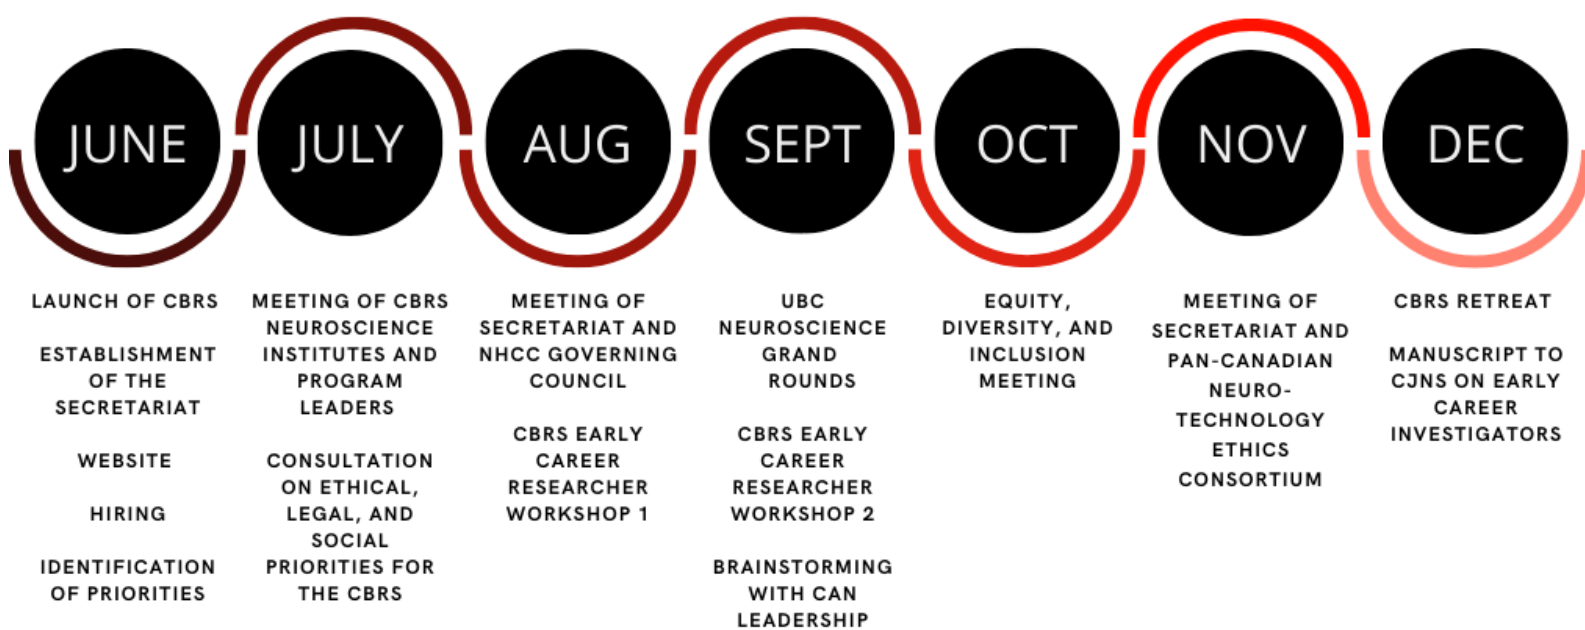 JUNE
JULY
AUG
SEPT
OCT
NOV
DEC
LAUNCH OF CBRS
ESTABLISHMENT
OF THE
SECRETARIAT
WEBSITE
HIRING
IDENTIFICATION
OF PRIORITIES
MEETING OF CBRS
NEUROSCIENCE
INSTITUTES AND
PROGRAM
LEADERS
CONSULTATION
ON ETHICAL,
LEGAL, AND
SOCIAL
PRIORITIES FOR
THE CBRS
MEETING OF
SECRETARIAT AND
NHCC GOVERNING
COUNCIL
CBRS EARLY
CAREER
RESEARCHER
WORKSHOP 1
UBC
NEUROSCIENCE
GRAND
ROUNDS
CBRS EARLY
CAREER
RESEARCHER
WORKSHOP 2
BRAINSTORMING
WITH CAN
LEADERSHIP
EQUITY,
DIVERSITY, AND
INCLUSION
MEETING
MEETING OF
SECRETARIAT AND
PAN-CANADIAN
NEURO-
TECHNOLOGY
ETHICS
CONSORTIUM
CBRS RETREAT
MANUSCRIPT TO
CJNS ON EARLY
CAREER
INVESTIGATORS